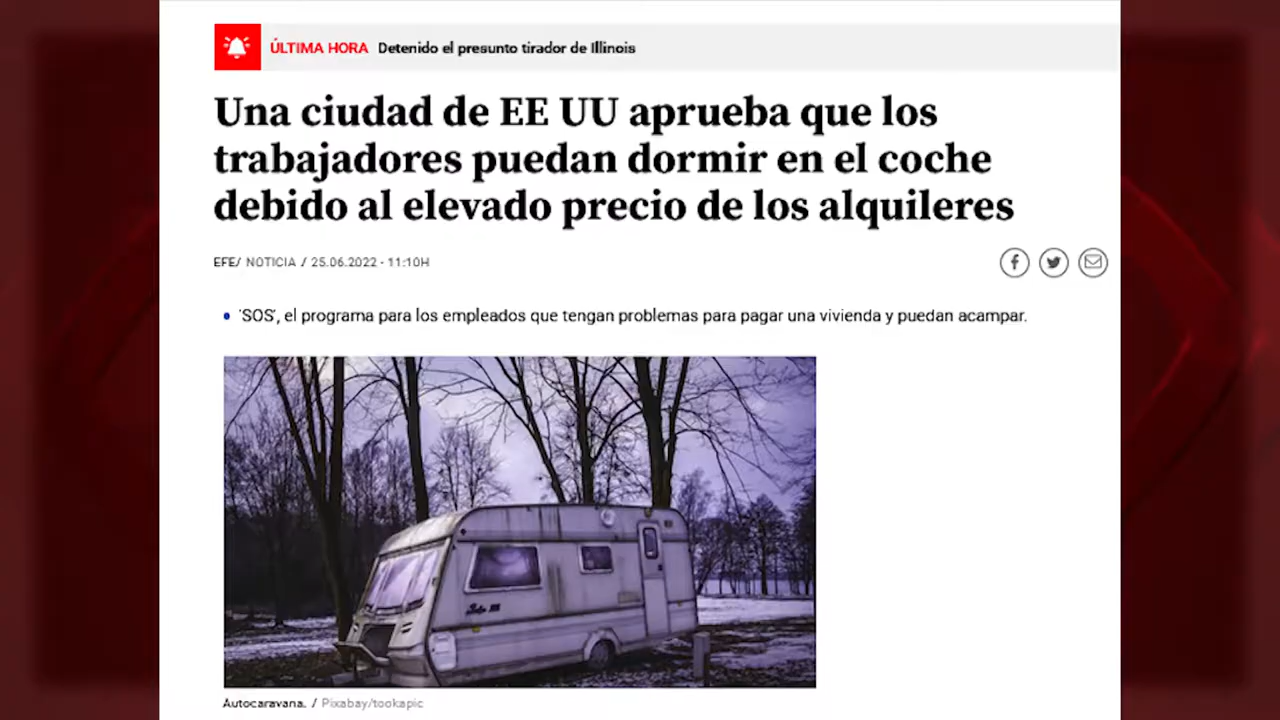 ÚLTIMA HORA Detenido el presunto tirador de Illinois
Una ciudad de EE UU aprueba que los
trabajadores puedan dormir en el coche
debido al elevado precio de los alquileres
EFE/ NOTICIA / 25.06.2022 - 11:10H
'SOS', el programa para los empleados que tengan problemas para pagar una vivienda y puedan acampar.
Autocaravana. / Pixabay/tookapic